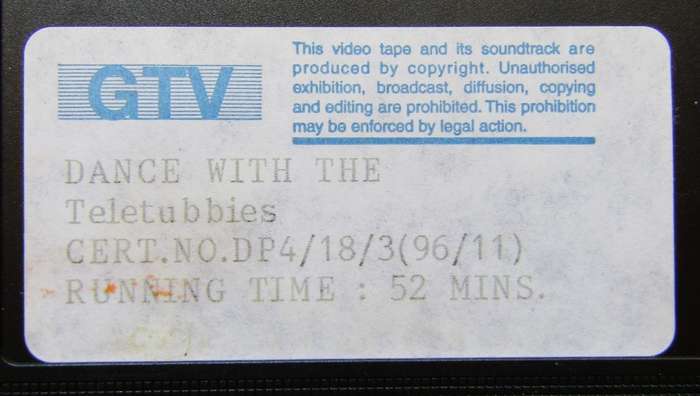 GTV
This video tape and its soundtrack are
produced by copyright. Unauthorised
exhibition, broadcast, diffusion, copying
and editing are prohibited. This prohibition
may be enforced by legal action.
DANCE WITH THE
Teletubbies
CERT.NO.DP4/18/3(96/11)
RUNNING TIME : 52 MINS.